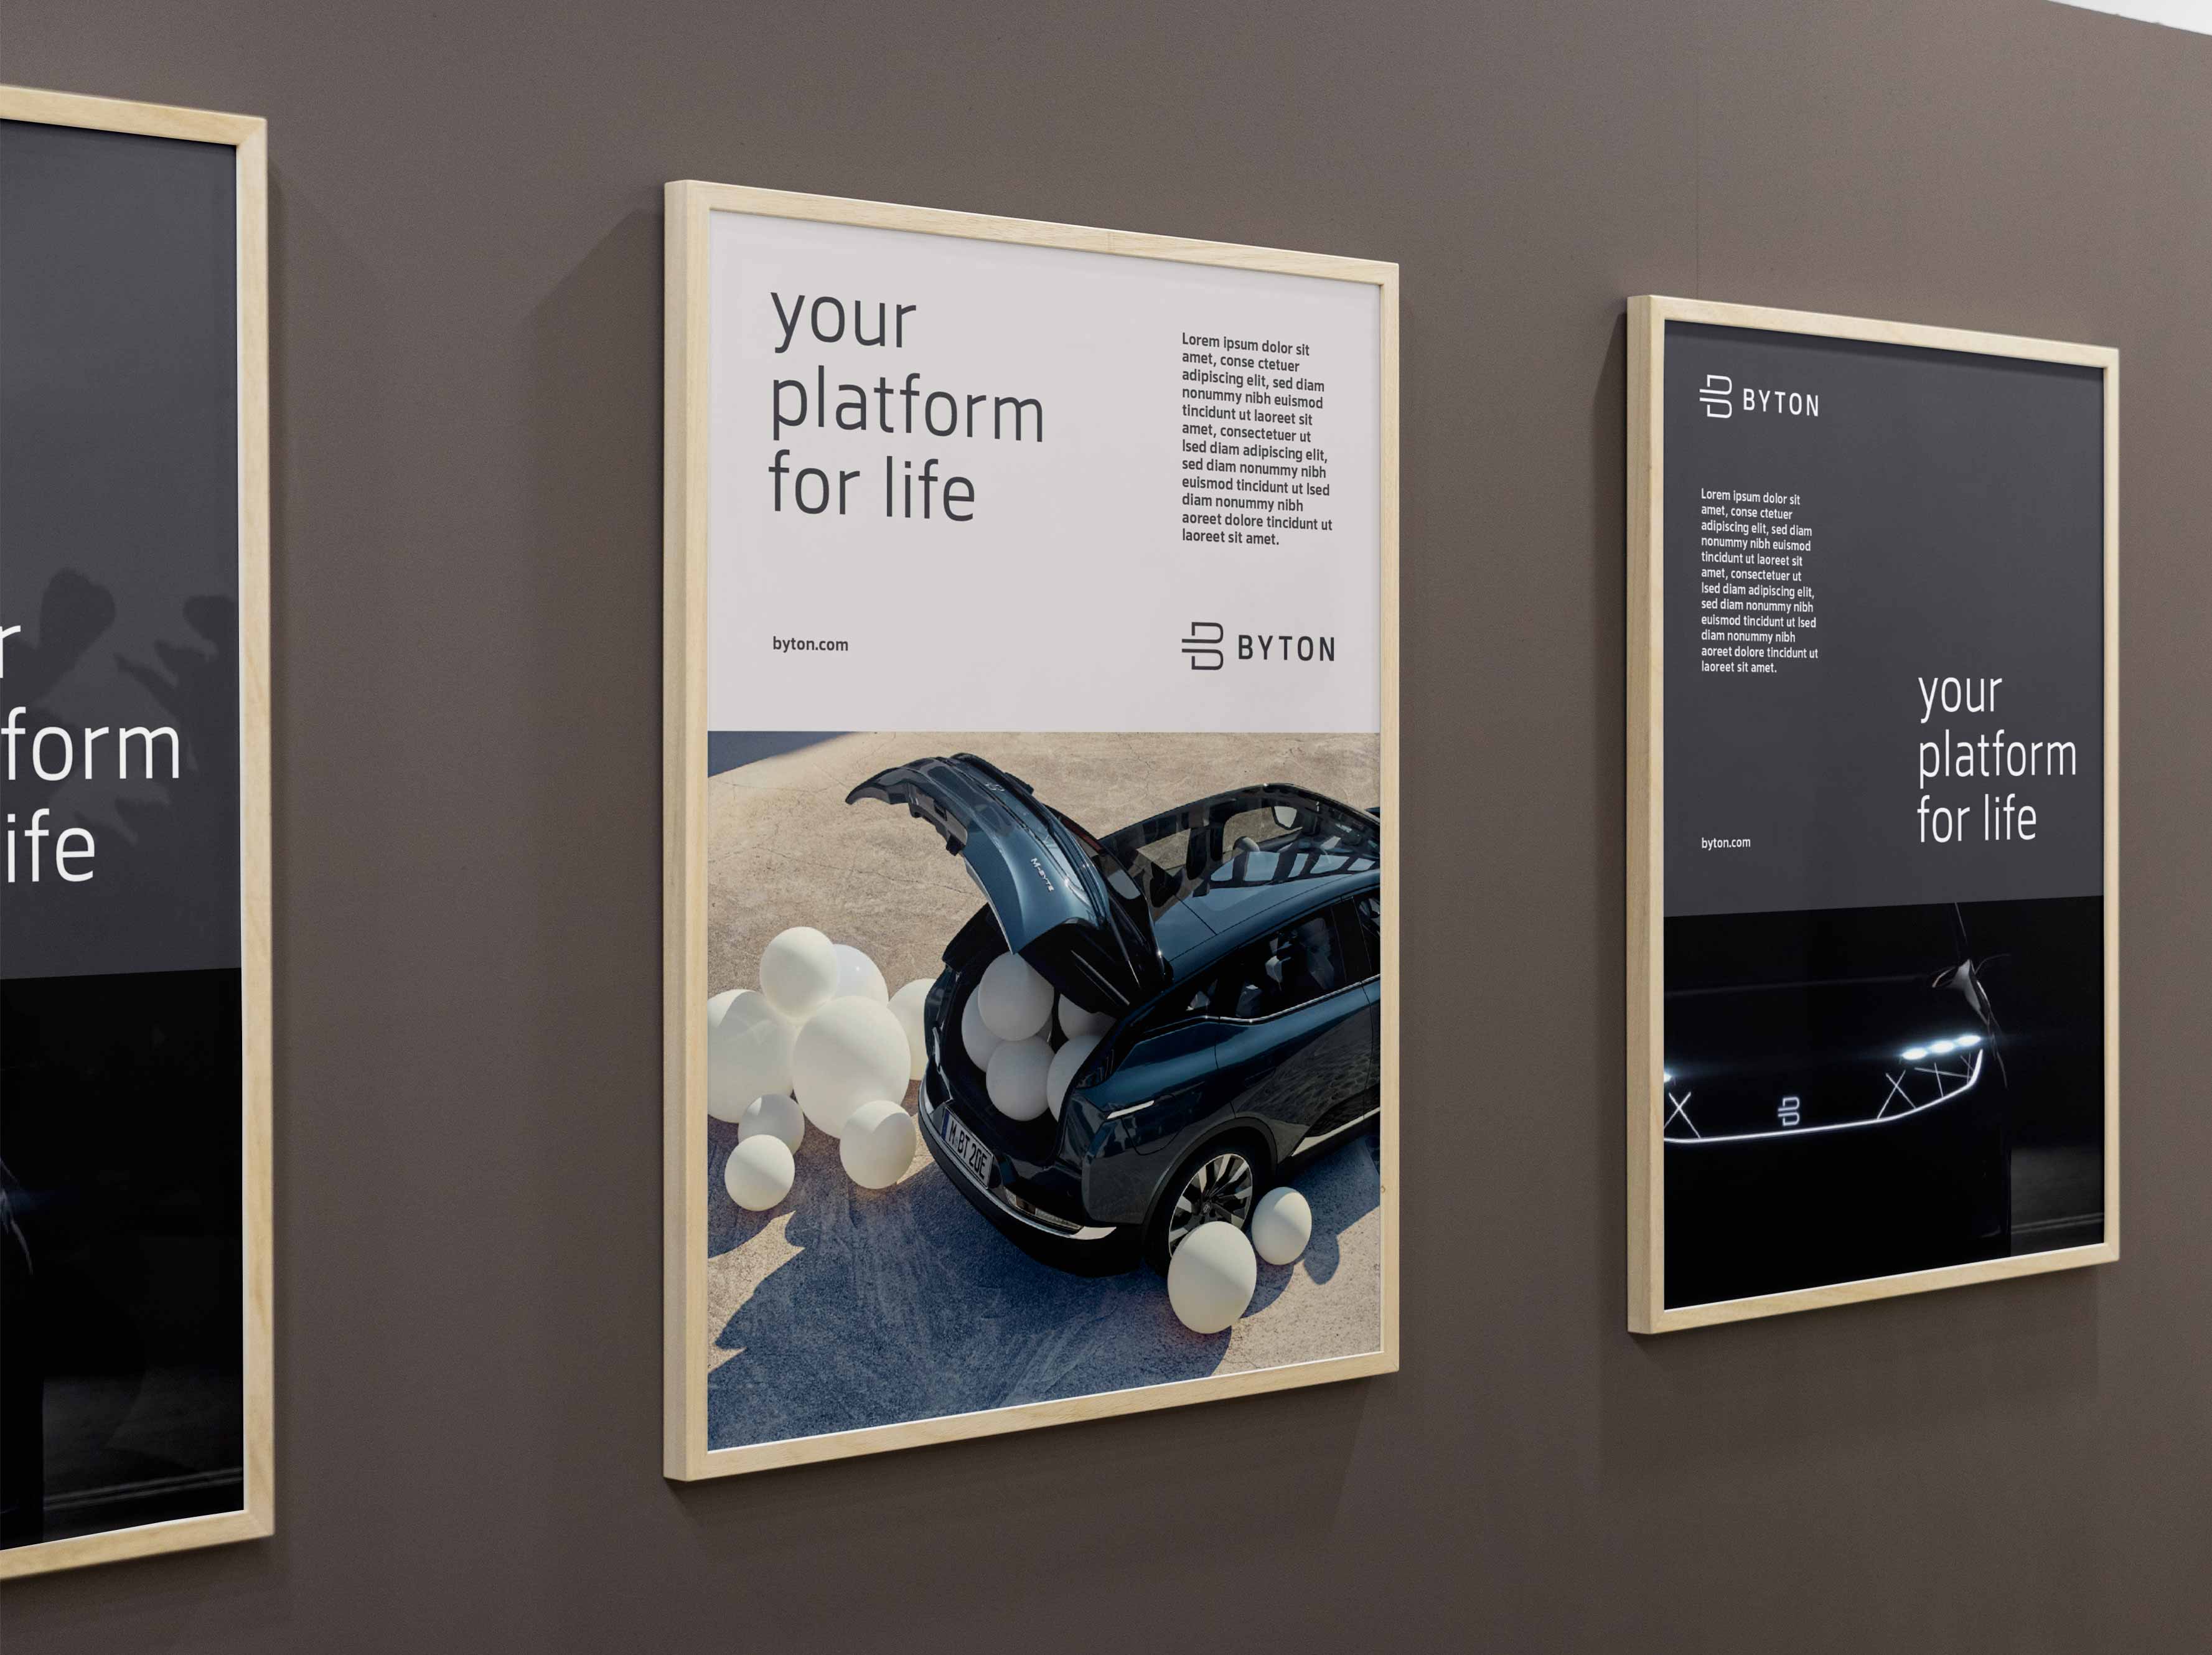 r
form
ife
your
platform
for life
Lorem ipsum dolor sit
amet, conse ctetuer
adipiscing elit, sed diam
nonummy nibh euismod
tincidunt ut laoreet sit
amet, consectetuer ut
lsed diam adipiscing elit,
sed diam nonummy nibh
euismod tincidunt ut lsed
diam nonummy nibh
aoreet dolore tincidunt ut
laoreet sit amet.
byton.com
BYTON
M-BYTE
M BT 20E
BYTON
Lorem ipsum dolor sit
amet, conse ctetuer
adipiscing elit, sed diam
nonummy nibh euismod
tincidunt ut laoreet sit
amet, consectetuer ut
lsed diam adipiscing elit,
sed diam nonummy nibh
euismod tincidunt ut lsed
diam nonummy nibh
aoreet dolore tincidunt ut
laoreet sit amet.
your
platform
for life
byton.com